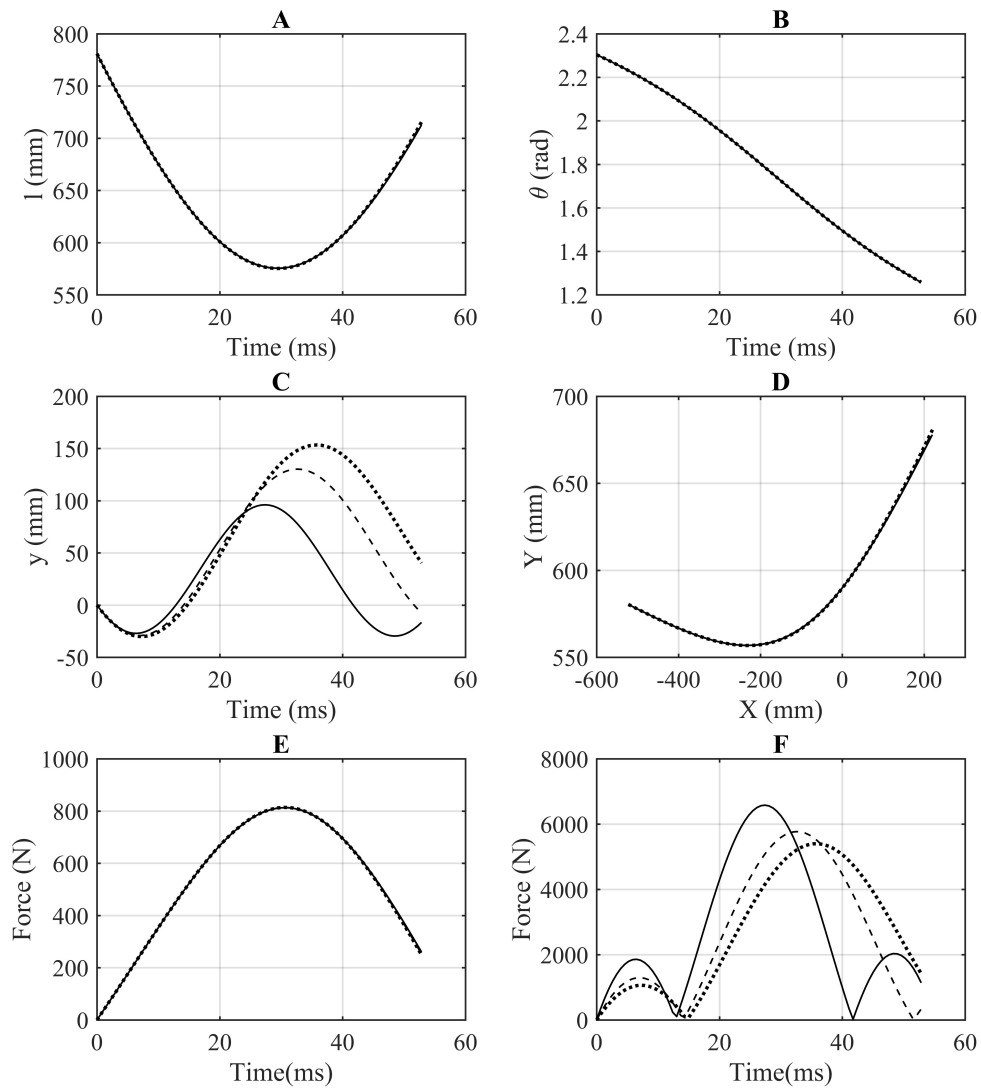 A
800
750
700
650
600
550
l (mm)
0 20 40 60
Time (ms)
B
2.4
2.2
2
1.8
1.6
1.4
1.2
θ (rad)
0 20 40 60
Time (ms)
C
200
150
100
50
0
-50
y (mm)
0 20 40 60
Time (ms)
D
700
650
600
550
Y (mm)
-600 -400 -200 0 200
X (mm)
E
1000
800
600
400
200
0
Force (N)
0 20 40 60
Time(ms)
F
8000
6000
4000
2000
0
Force (N)
0 20 40 60
Time(ms)